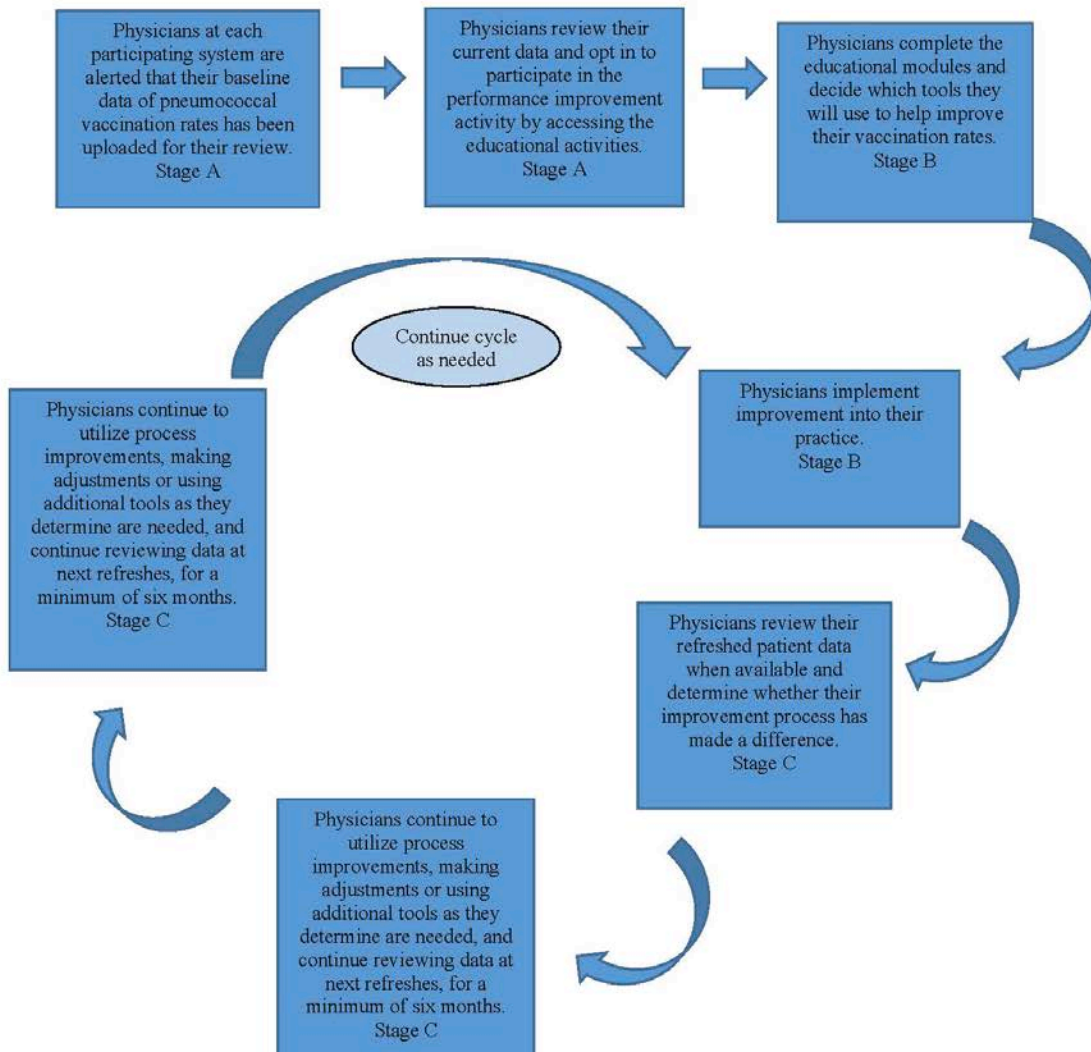 Physicians at each
participating system are
alerted that their baseline
data of pneumococcal
vaccination rates has been
uploaded for their review.
Stage A
Physicians review their
current data and opt in to
participate in the
performance improvement
activity by accessing the
educational activities.
Stage A
Physicians complete the
educational modules and
decide which tools they
will use to help improve
their vaccination rates.
Stage B
Continue cycle
as needed
Physicians implement
improvement into their
practice.
Stage B
Physicians review their
refreshed patient data
when available and
determine whether their
improvement process has
made a difference.
Stage C
Physicians continue to
utilize process
improvements, making
adjustments or using
additional tools as they
determine are needed, and
continue reviewing data at
next refreshes, for a
minimum of six months.
Stage C
Physicians continue to
utilize process
improvements, making
adjustments or using
additional tools as they
determine are needed, and
continue reviewing data at
next refreshes, for a
minimum of six months.
Stage C